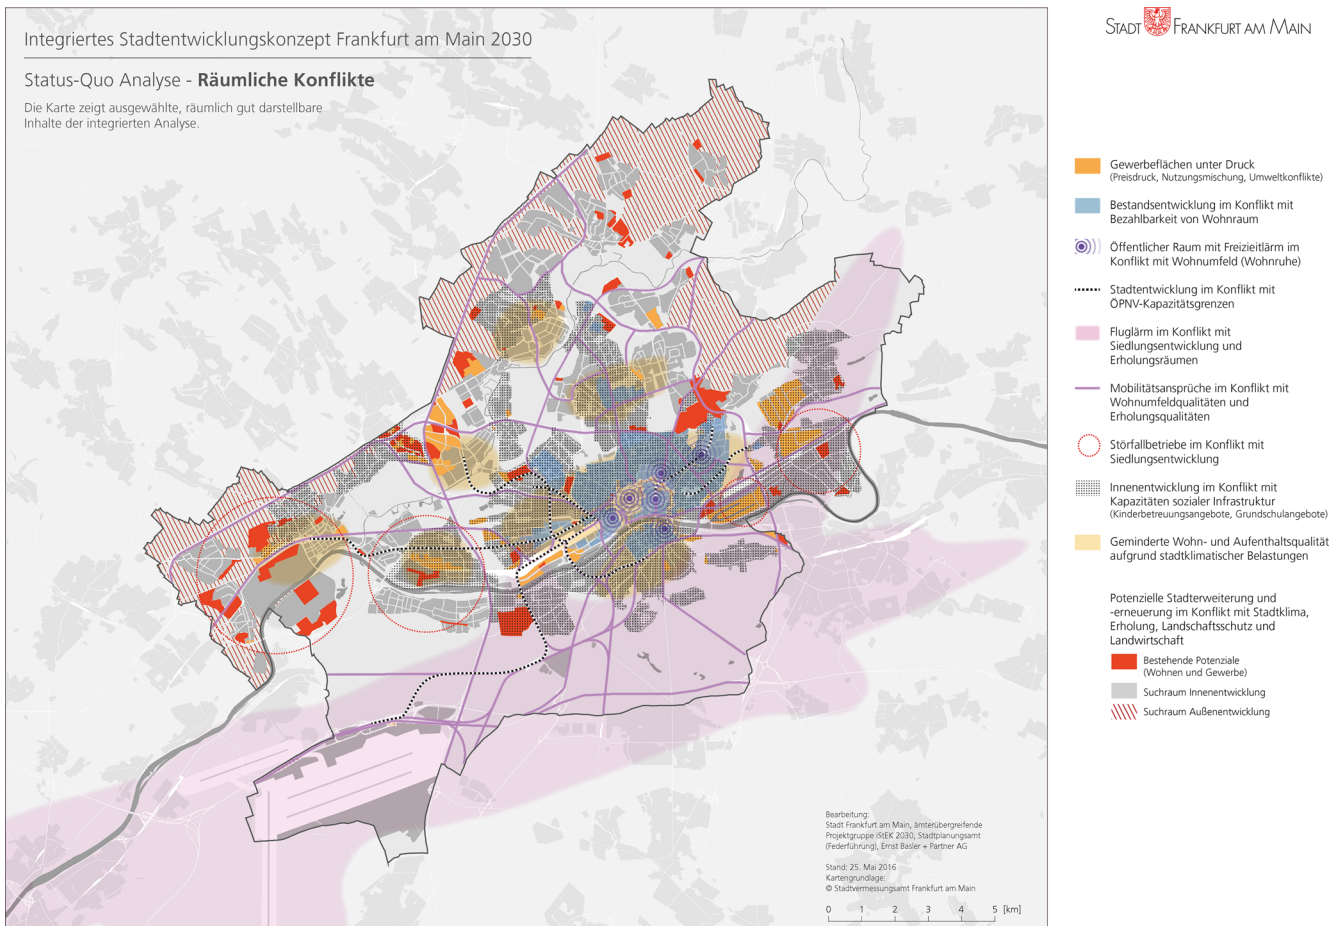 Integriertes Stadtentwicklungskonzept Frankfurt am Main 2030
Status-Quo Analyse - Räumliche Konflikte
Die Karte zeigt ausgewählte, räumlich gut darstellbare
Inhalte der integrierten Analyse.
STADT FRANKFURT AM MAIN
Gewerbeflächen unter Druck
(Preisdruck, Nutzungsmischung, Umweltkonflikte)
Bestandsentwicklung im Konflikt mit
Bezahlbarkeit von Wohnraum
Öffentlicher Raum mit Freizieitlärm im
Konflikt mit Wohnumfeld (Wohnruhe)
Stadtentwicklung im Konflikt mit
ÖPNV-Kapazitätsgrenzen
Fluglärm im Konflikt mit
Siedlungsentwicklung und
Erholungsräumen
Mobilitätsansprüche im Konflikt mit
Wohnumfeldqualitäten und
Erholungsqualitäten
Störfallbetriebe im Konflikt mit
Siedlungsentwicklung
Innenentwicklung im Konflikt mit
Kapazitäten sozialer Infrastruktur
(Kinderbetreuungsangebote, Grundschulangebote)
Geminderte Wohn- und Aufenthaltsqualität
aufgrund stadtklimatischer Belastungen
Potenzielle Stadterweiterung und
-erneuerung im Konflikt mit Stadtklima,
Erholung, Landschaftsschutz und
Landwirtschaft
Bestehende Potenziale
(Wohnen und Gewerbe)
Suchraum Innenentwicklung
Suchraum Außenentwicklung
Bearbeitung:
Stadt Frankfurt am Main, ämterübergreifende
Projektgruppe iStEK 2030, Stadtplanungsamt
(Federführung), Ernst Basler + Partner AG
Stand: 25. Mai 2016
Kartengrundlage:
© Stadtvermessungsamt Frankfurt am Main
0 1 2 3 4 5 [km]